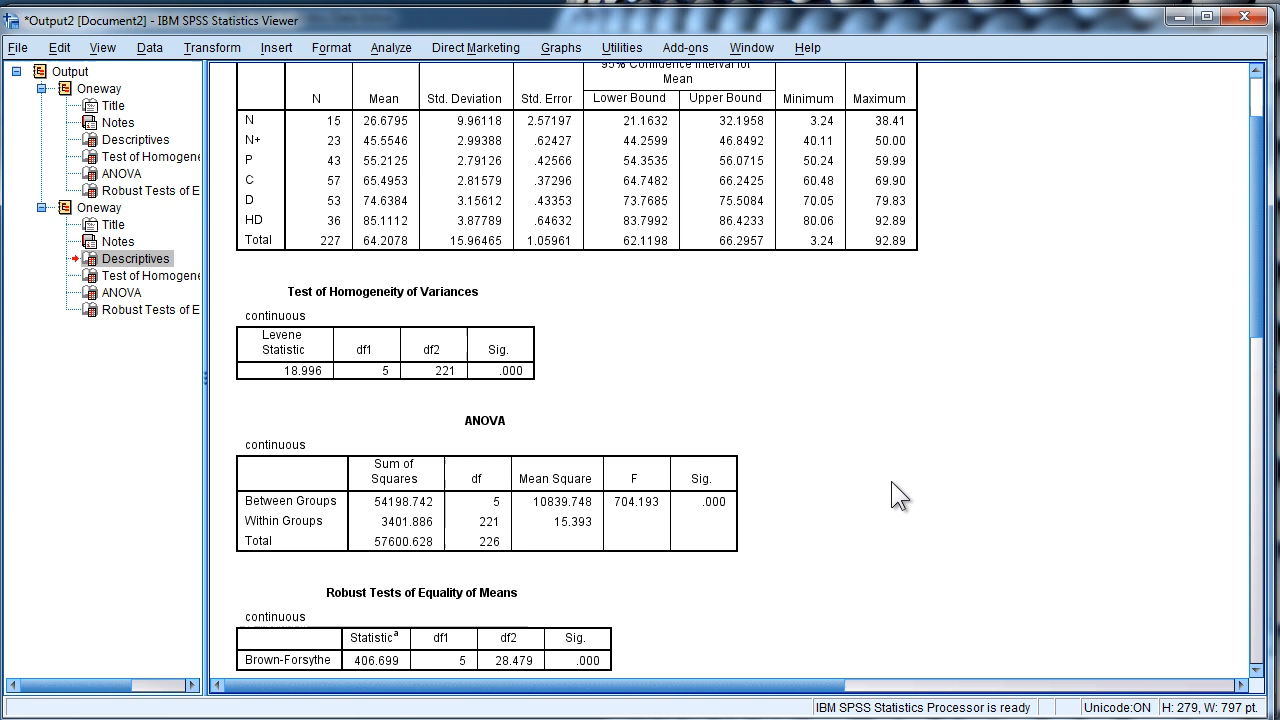 *Output2 [Document2] - IBM SPSS Statistics Viewer
File Edit View Data Transform Insert Format Analyze Direct Marketing Graphs Utilities Add-ons Window Help
Output
Oneway
Title
Notes
Descriptives
Test of Homogene
ANOVA
Robust Tests of E
Oneway
Title
Notes
Descriptives
Test of Homogene
ANOVA
Robust Tests of E
95% Confidence Interval for
Mean
N Mean Std. Deviation Std. Error Lower Bound Upper Bound Minimum Maximum
N 15 26.6795 9.96118 2.57197 21.1632 32.1958 3.24 38.41
N+ 23 45.5546 2.99388 .62427 44.2599 46.8492 40.11 50.00
P 43 55.2125 2.79126 .42566 54.3535 56.0715 50.24 59.99
C 57 65.4953 2.81579 .37296 64.7482 66.2425 60.48 69.90
D 53 74.6384 3.15612 .43353 73.7685 75.5084 70.05 79.83
HD 36 85.1112 3.87789 .64632 83.7992 86.4233 80.06 92.89
Total 227 64.2078 15.96465 1.05961 62.1198 66.2957 3.24 92.89
Test of Homogeneity of Variances
continuous
Levene
Statistic df1 df2 Sig.
18.996 5 221 .000
ANOVA
continuous
Sum of
Squares df Mean Square F Sig.
Between Groups 54198.742 5 10839.748 704.193 .000
Within Groups 3401.886 221 15.393
Total 57600.628 226
Robust Tests of Equality of Means
continuous
Statistic a df1 df2 Sig.
Brown-Forsythe 406.699 5 28.479 .000
IBM SPSS Statistics Processor is ready Unicode:ON H: 279, W: 797 pt.